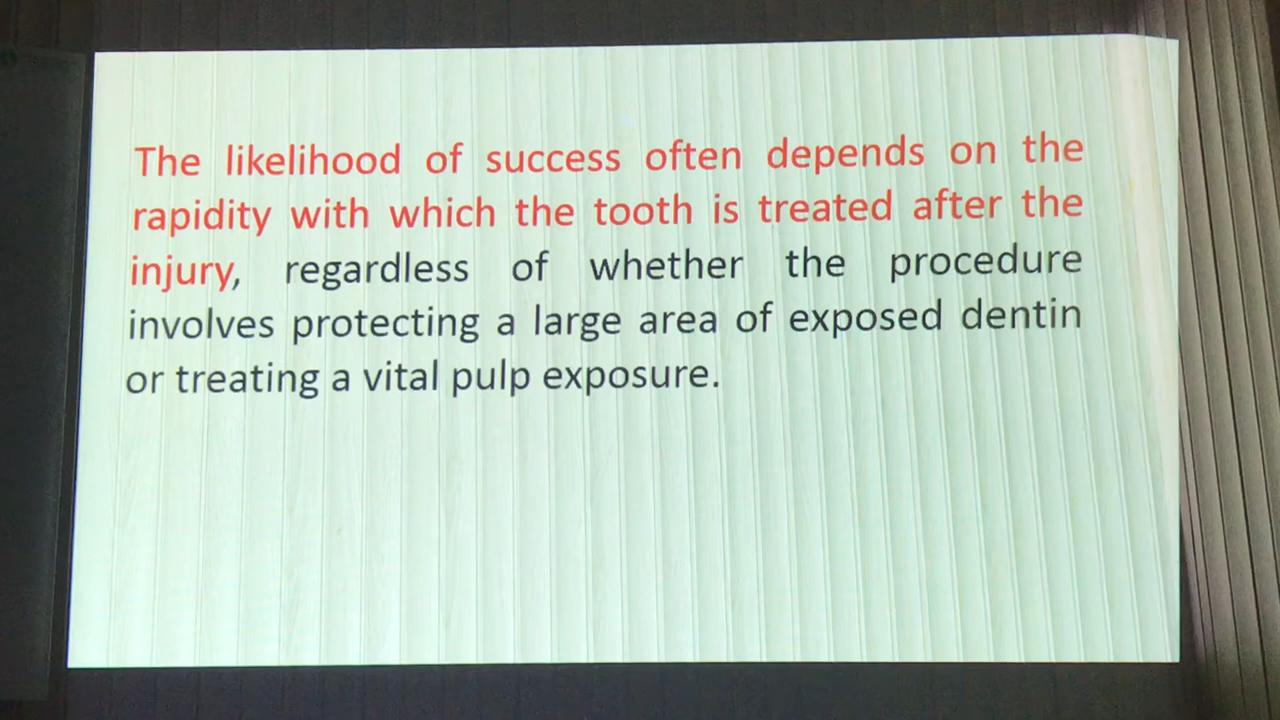 The likelihood of success often depends on the
rapidity with which the tooth is treated after the
injury, regardless of whether the procedure
involves protecting a large area of exposed dentin
or treating a vital pulp exposure.